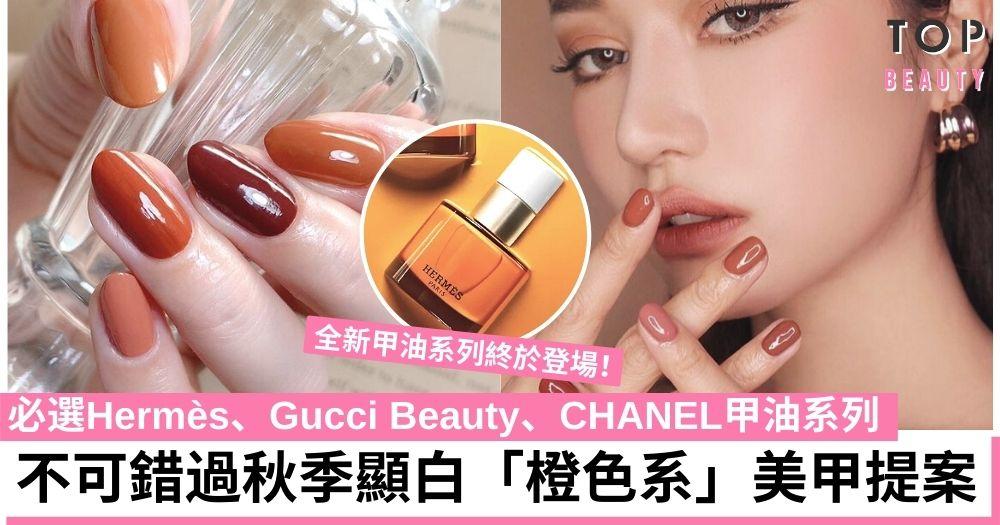 TOP
BEAUTY
HERMÈS
PARIS
全新甲油系列終於登場!
必選Hermès、Gucci Beauty、CHANEL甲油系列
不可錯過秋季顯白「橙色系」美甲提案